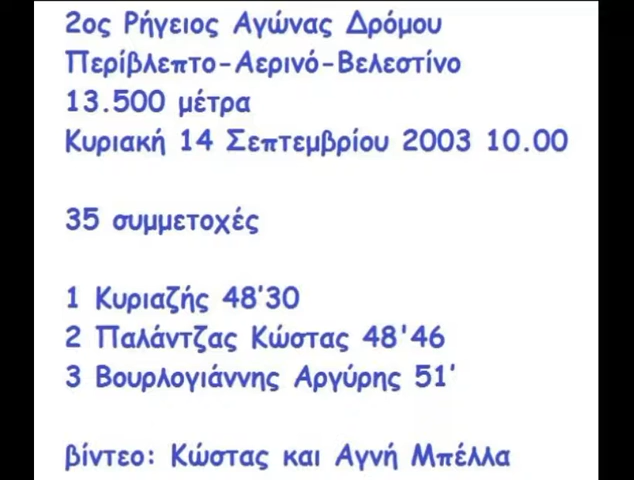 2ος Ρήγειος Αγώνας Δρόμου
Περίβλεπτο-Αερινό-Βελεστίνο
13.500 μέτρα
Κυριακή 14 Σεπτεμβρίου 2003 10.00
35 συμμετοχές
1 Κυριαζής 48'30
2 Παλάντζας Κώστας 48'46
3 Βουρλογιάννης Αργύρης 51'
βίντεο: Κώστας και Αγνή Μπέλλα